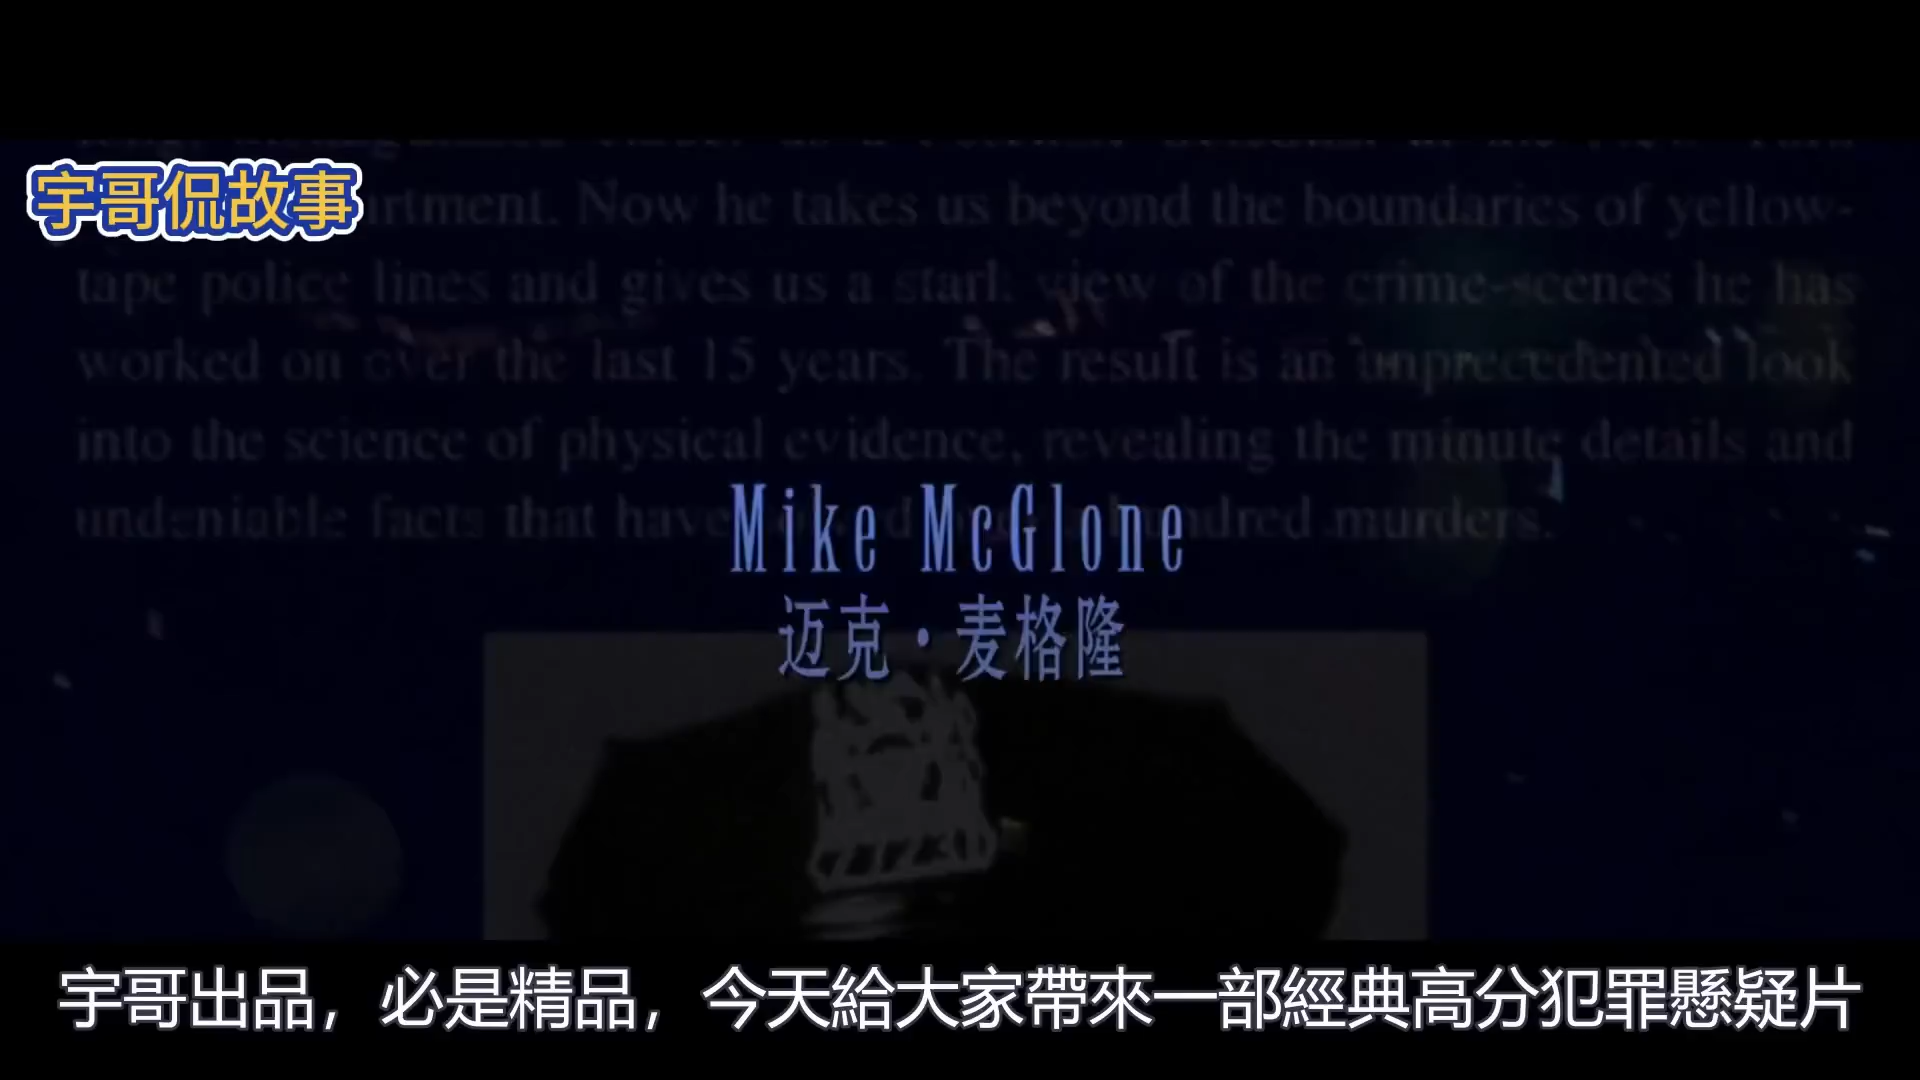 宇哥侃故事
rtment. Now he takes us beyond the boundaries of yellow-
tape police lines and gives us a stark view of the crime-scenes he has
worked on over the last 15 years. The result is an unprecedented look
into the science of physical evidence, revealing the minute details and
undeniable facts that have hundred murders.
Mike McGlone
迈克·麦格隆
宇哥出品，必是精品，今天給大家帶來一部經典高分犯罪懸疑片